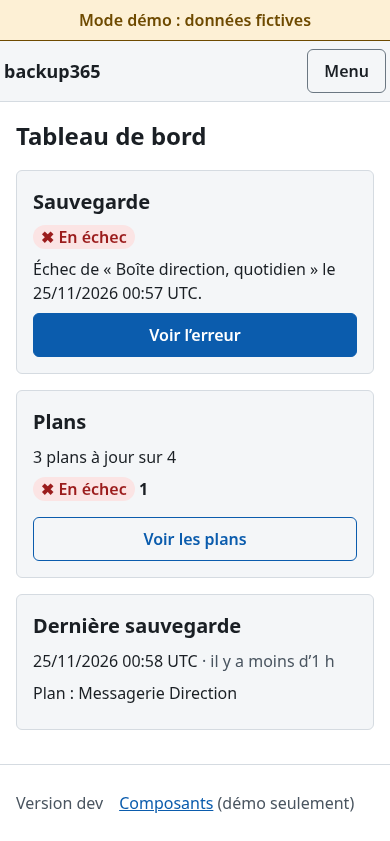 Mode démo : données fictives
backup365
Menu
Tableau de bord
Sauvegarde
✖ En échec
Échec de « Boîte direction, quotidien » le
25/11/2026 00:57 UTC.
Voir l’erreur
Plans
3 plans à jour sur 4
✖ En échec 1
Voir les plans
Dernière sauvegarde
25/11/2026 00:58 UTC · il y a moins d’1 h
Plan : Messagerie Direction
Version dev Composants (démo seulement)